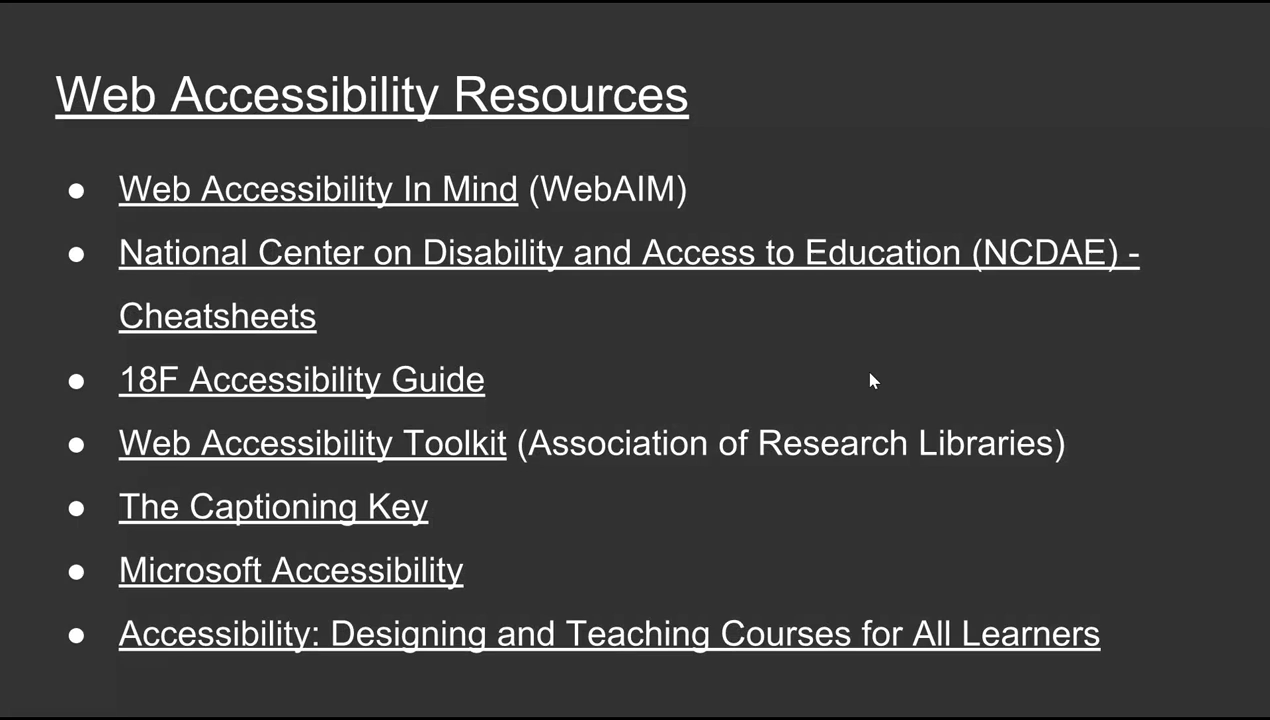 Web Accessibility Resources
● Web Accessibility In Mind (WebAIM)
● National Center on Disability and Access to Education (NCDAE) -
Cheatsheets
● 18F Accessibility Guide
● Web Accessibility Toolkit (Association of Research Libraries)
● The Captioning Key
● Microsoft Accessibility
● Accessibility: Designing and Teaching Courses for All Learners